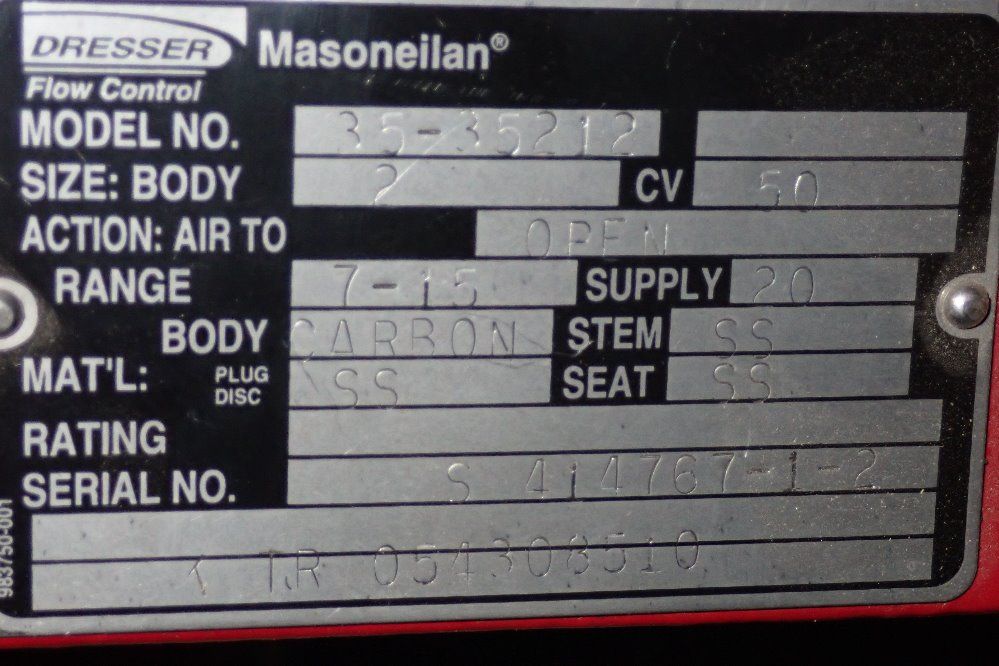 DRESSER Masoneilan®
Flow Control
MODEL NO. 35-35212
SIZE: BODY 2 CV 50
ACTION: AIR TO OPEN
RANGE 7-15 SUPPLY 20
BODY CARBON STEM SS
MAT'L: PLUG DISC SS SEAT SS
RATING
SERIAL NO. S 414767-1-2
TR 054308510
983750-001